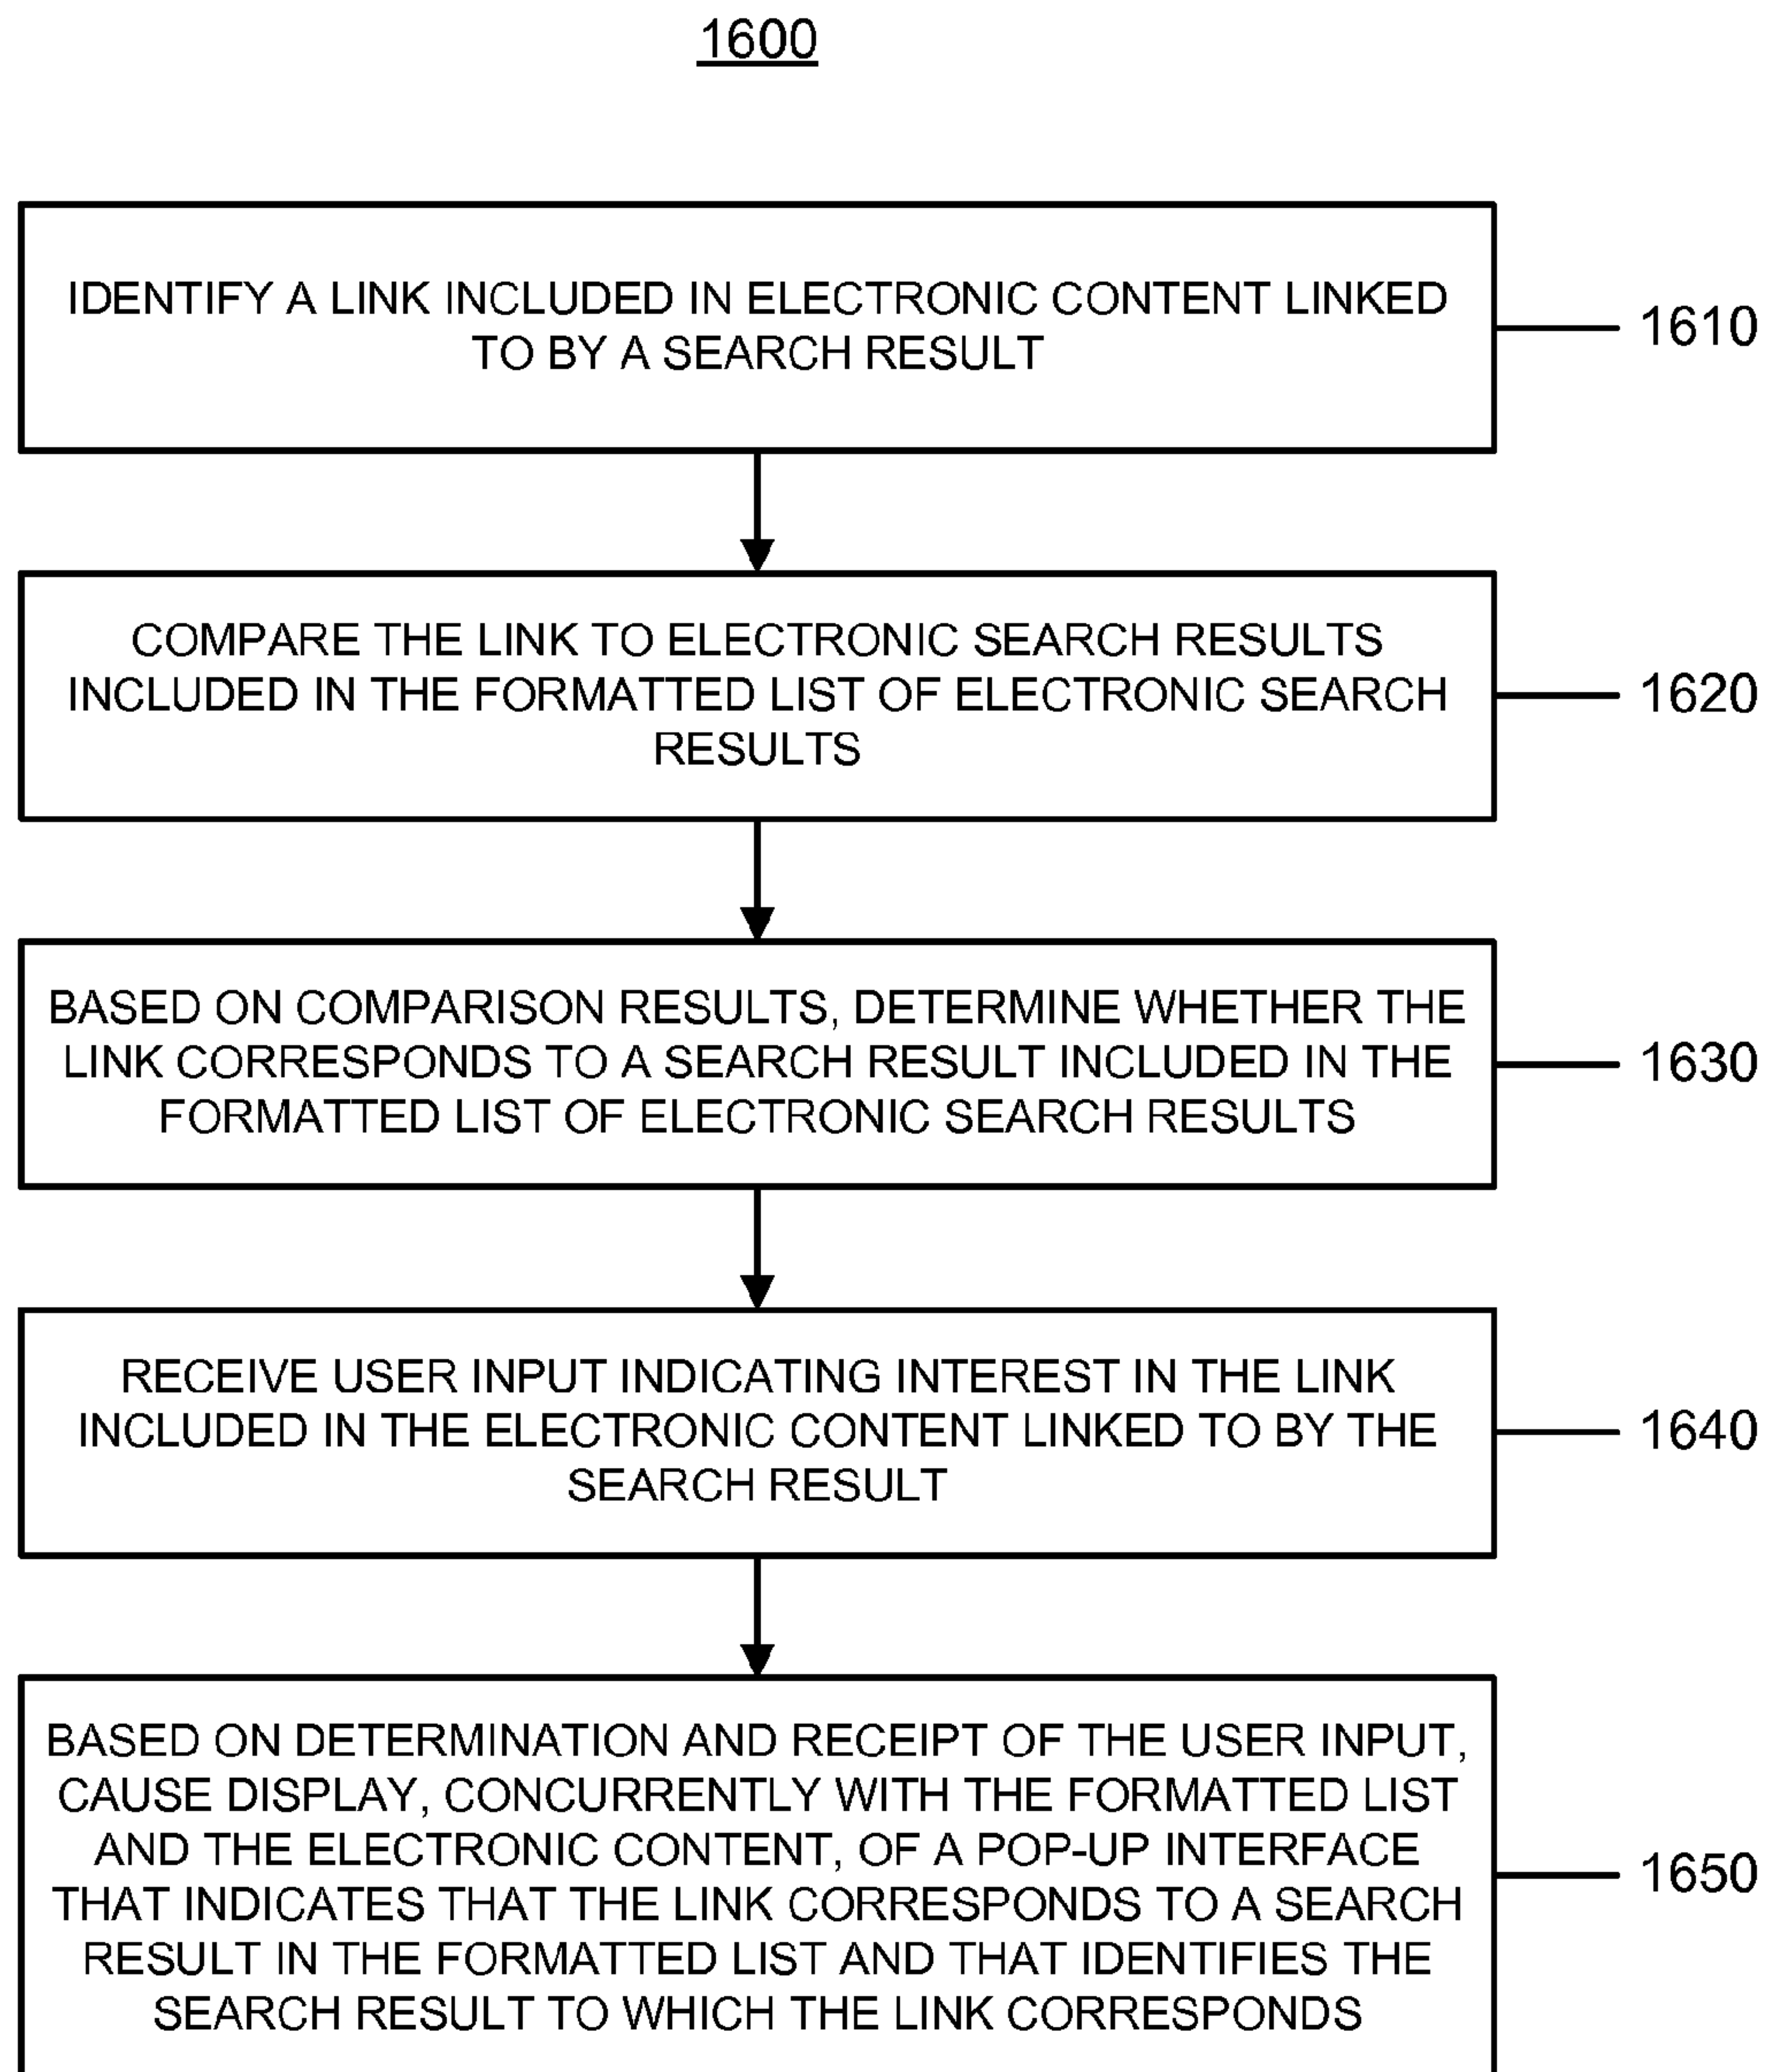 1600
IDENTIFY A LINK INCLUDED IN ELECTRONIC CONTENT LINKED
TO BY A SEARCH RESULT
1610
COMPARE THE LINK TO ELECTRONIC SEARCH RESULTS
INCLUDED IN THE FORMATTED LIST OF ELECTRONIC SEARCH
RESULTS
1620
BASED ON COMPARISON RESULTS, DETERMINE WHETHER THE
LINK CORRESPONDS TO A SEARCH RESULT INCLUDED IN THE
FORMATTED LIST OF ELECTRONIC SEARCH RESULTS
1630
RECEIVE USER INPUT INDICATING INTEREST IN THE LINK
INCLUDED IN THE ELECTRONIC CONTENT LINKED TO BY THE
SEARCH RESULT
1640
BASED ON DETERMINATION AND RECEIPT OF THE USER INPUT,
CAUSE DISPLAY, CONCURRENTLY WITH THE FORMATTED LIST
AND THE ELECTRONIC CONTENT, OF A POP-UP INTERFACE
THAT INDICATES THAT THE LINK CORRESPONDS TO A SEARCH
RESULT IN THE FORMATTED LIST AND THAT IDENTIFIES THE
SEARCH RESULT TO WHICH THE LINK CORRESPONDS
1650